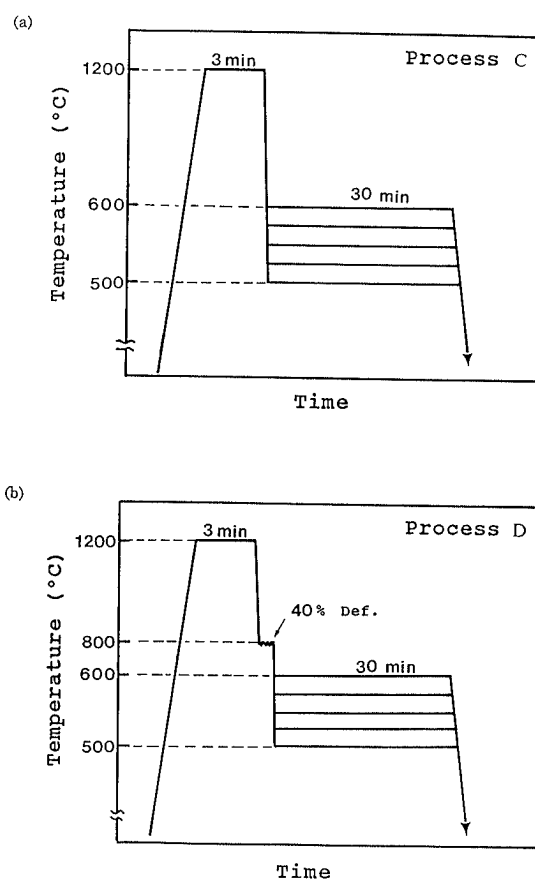 (a)
Process C
3 min
1200
600
30 min
500
Temperature (°C)
Time
(b)
Process D
3 min
1200
40% Def.
800
600
30 min
500
Temperature (°C)
Time